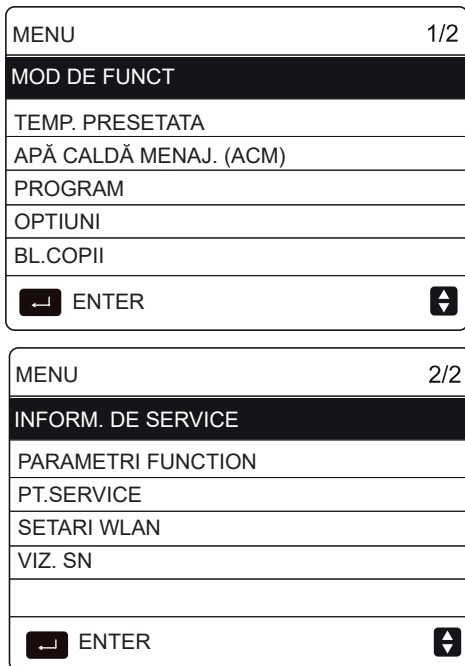 MENU 1/2
MOD DE FUNCT
TEMP. PRESETATA
APĂ CALDĂ MENAJ. (ACM)
PROGRAM
OPTIUNI
BL.COPII
ENTER
MENU 2/2
INFORM. DE SERVICE
PARAMETRI FUNCTION
PT.SERVICE
SETARI WLAN
VIZ. SN
ENTER